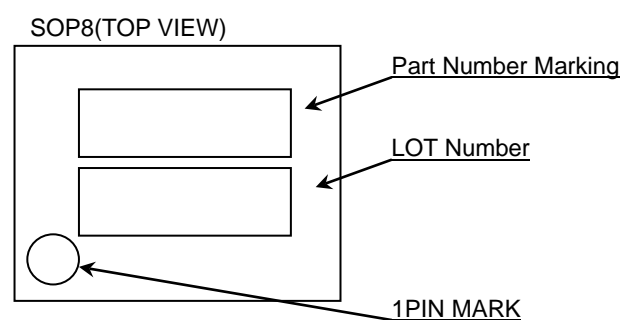 SOP8(TOP VIEW)
Part Number Marking
LOT Number
1PIN MARK